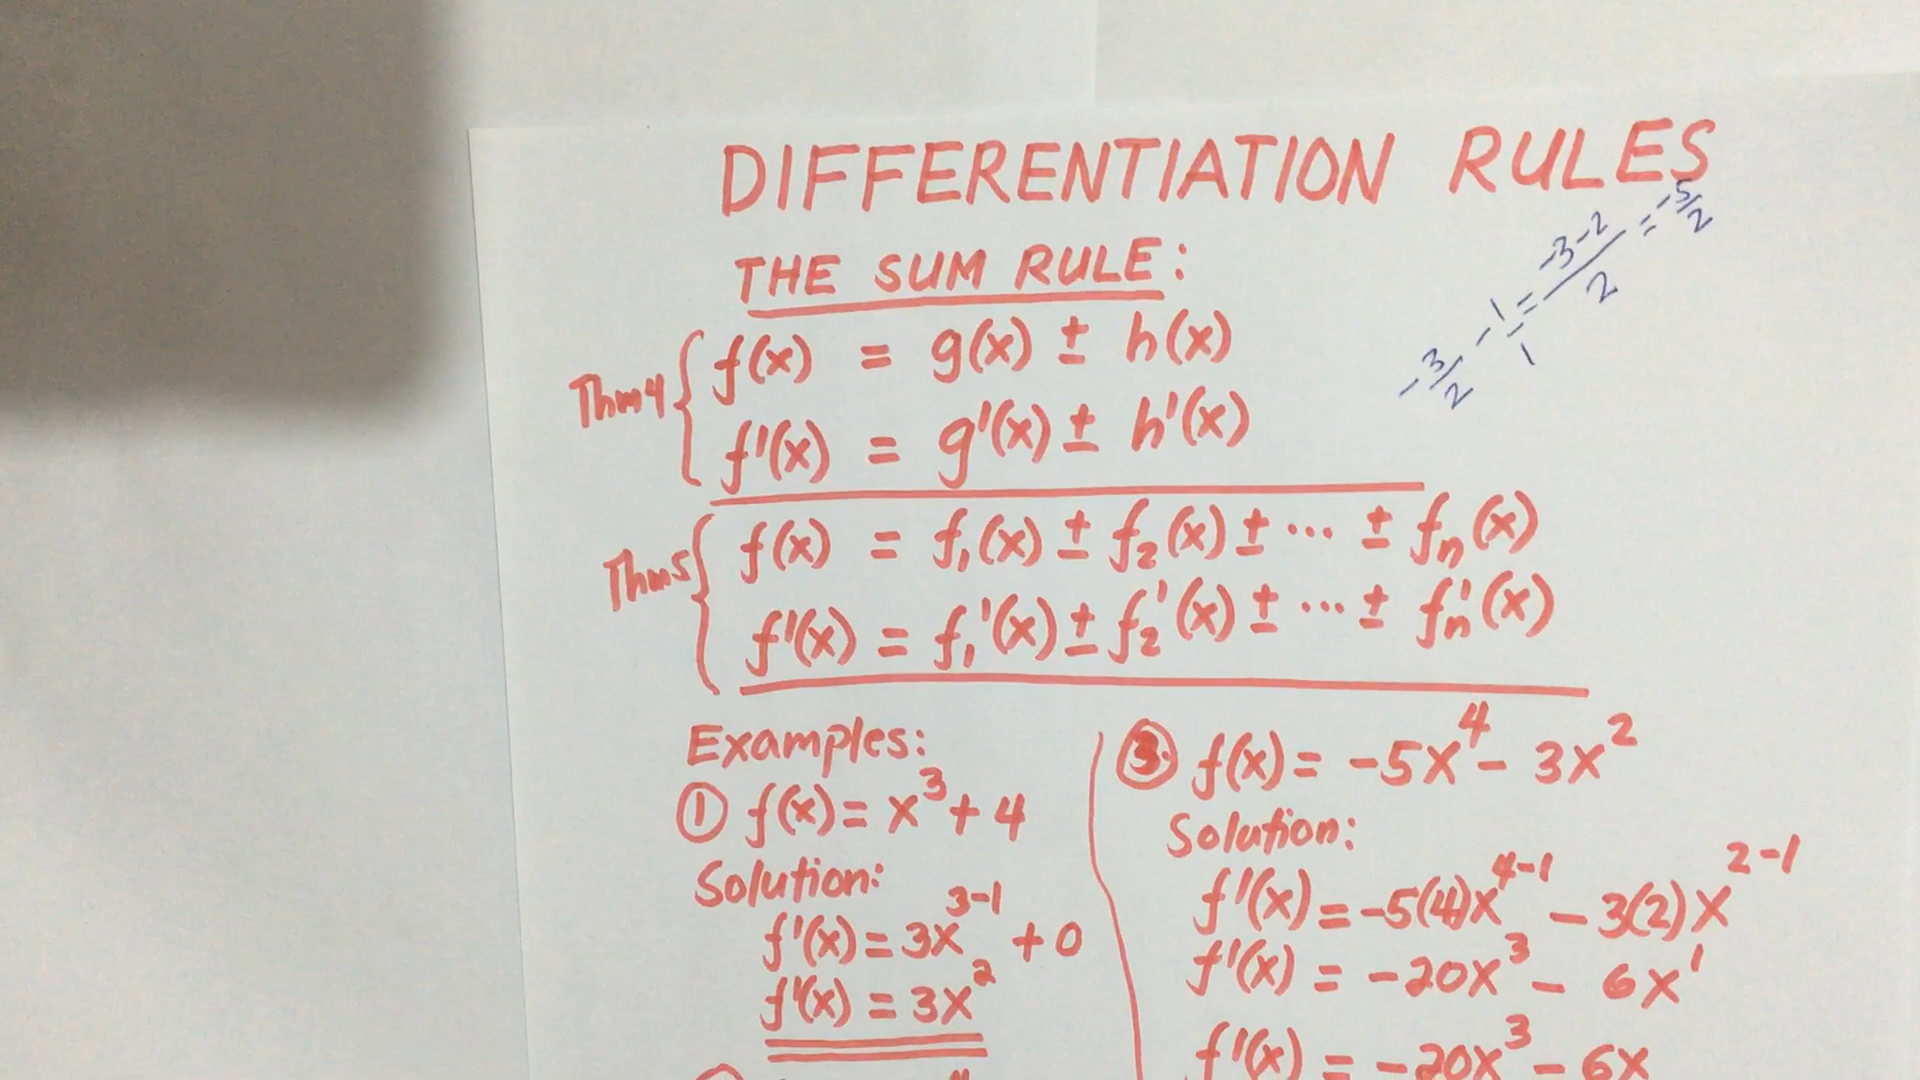 DIFFERENTIATION RULES
-3/2 - 1/1 = (-3-2)/2 = -5/2
THE SUM RULE:
Thm4 { f(x) = g(x) ± h(x)
f'(x) = g'(x) ± h'(x)
Thm5 { f(x) = f₁(x) ± f₂(x) ± ... ± fₙ(x)
f'(x) = f₁'(x) ± f₂'(x) ± ... ± fₙ'(x)
Examples:
① f(x) = x³ + 4
Solution:
f'(x) = 3x³⁻¹ + 0
f'(x) = 3x²
③ f(x) = -5x⁴ - 3x²
Solution:
f'(x) = -5(4)x⁴⁻¹ - 3(2)x²⁻¹
f'(x) = -20x³ - 6x¹
f'(x) = -20x³ - 6x